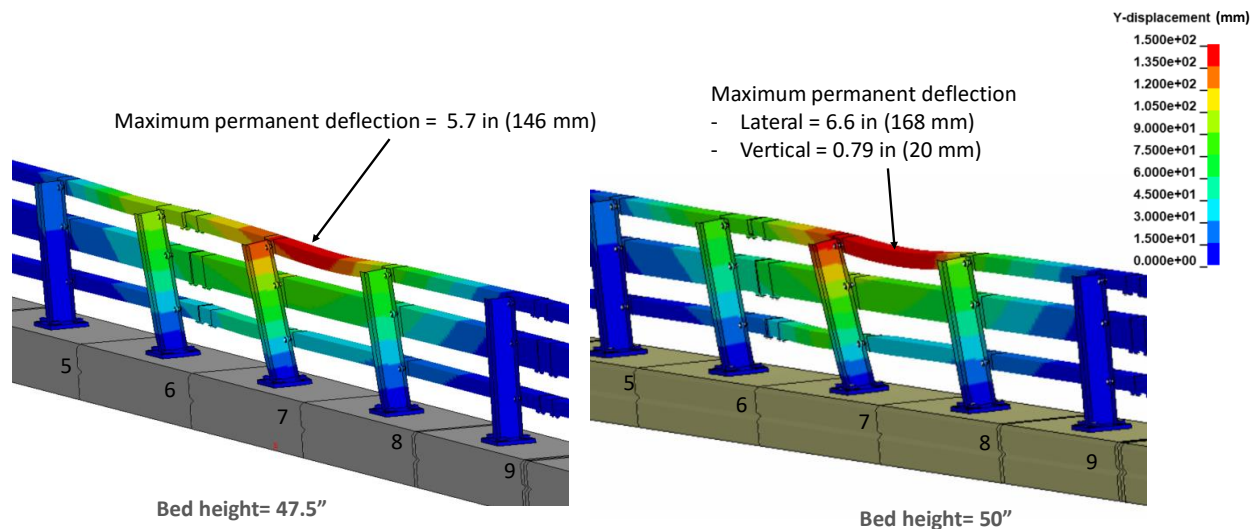 Y-displacement (mm)
1.500e+02
1.350e+02
1.200e+02
1.050e+02
9.000e+01
7.500e+01
6.000e+01
4.500e+01
3.000e+01
1.500e+01
0.000e+00
Maximum permanent deflection = 5.7 in (146 mm)
5
6
7
8
9
Bed height= 47.5”
Maximum permanent deflection
- Lateral = 6.6 in (168 mm)
- Vertical = 0.79 in (20 mm)
5
6
7
8
9
Bed height= 50”